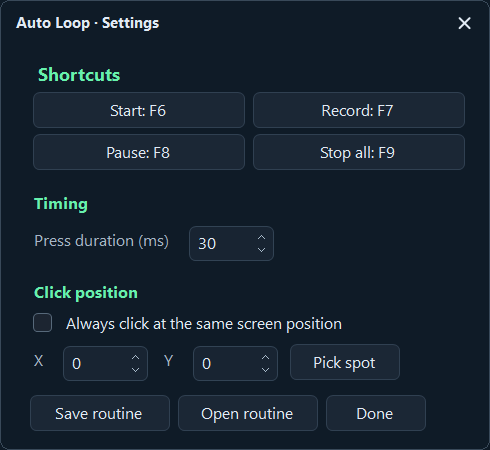 Auto Loop · Settings
Shortcuts
Start: F6 Record: F7
Pause: F8 Stop all: F9
Timing
Press duration (ms) 30
Click position
Always click at the same screen position
X 0 Y 0 Pick spot
Save routine Open routine Done